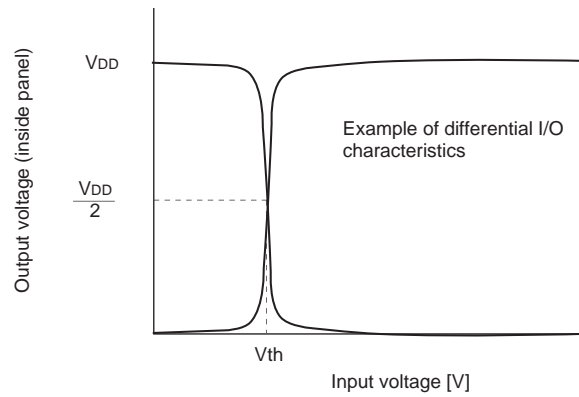 Output voltage (inside panel)
VDD
VDD
2
Example of differential I/O
characteristics
Vth
Input voltage [V]